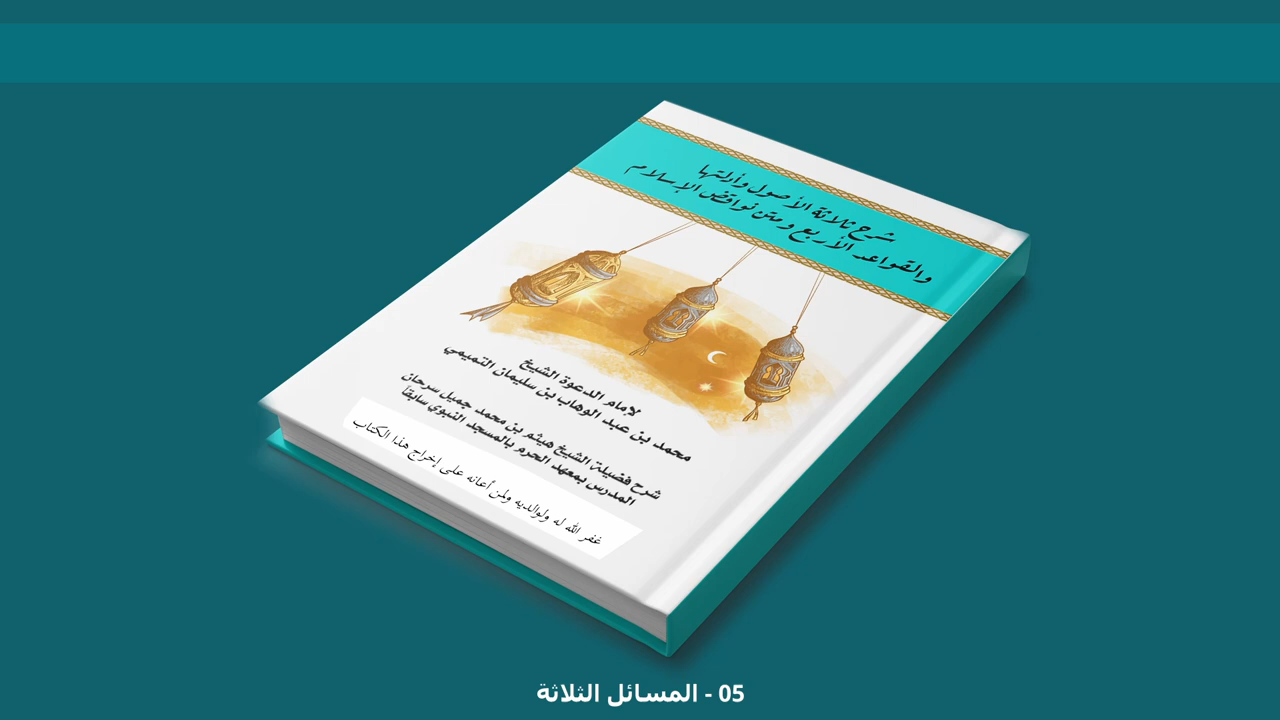 شرح ثلاثة الأصول وأدلتها
والقواعد الأربع ومتن نواقض الإسلام
لإمام الدعوة الشيخ
محمد بن عبد الوهاب بن سليمان التميمي
شرح فضيلة الشيخ هيثم بن محمد جميل سرحان
المدرس بمعهد الحرم بالمسجد النبوي سابقاً
غفر الله له ولوالديه ولمن أعانه على إخراج هذا الكتاب
05 - المسائل الثلاثة